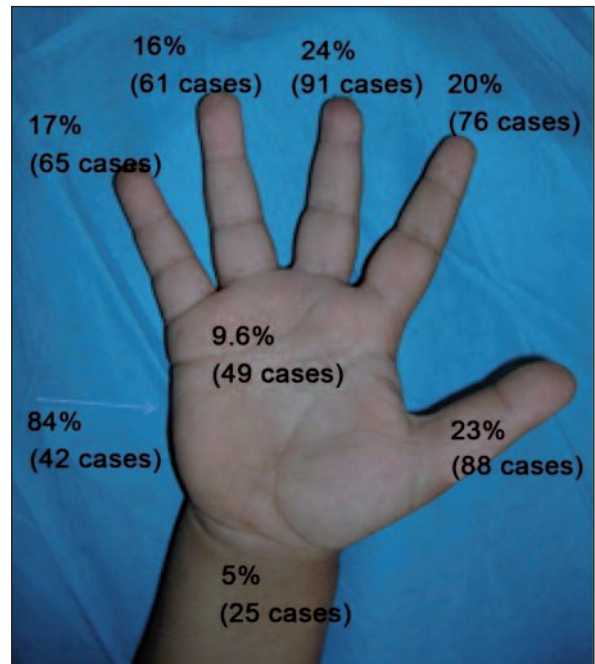 16%
(61 cases)
24%
(91 cases)
20%
(76 cases)
17%
(65 cases)
9.6%
(49 cases)
84%
(42 cases)
23%
(88 cases)
5%
(25 cases)